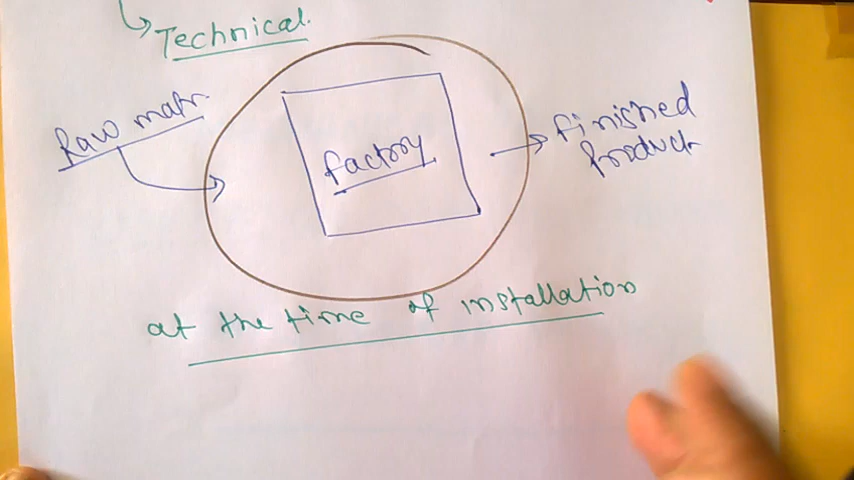 Technical.
Raw matr.
factory
Finished
Product
at the time of installation